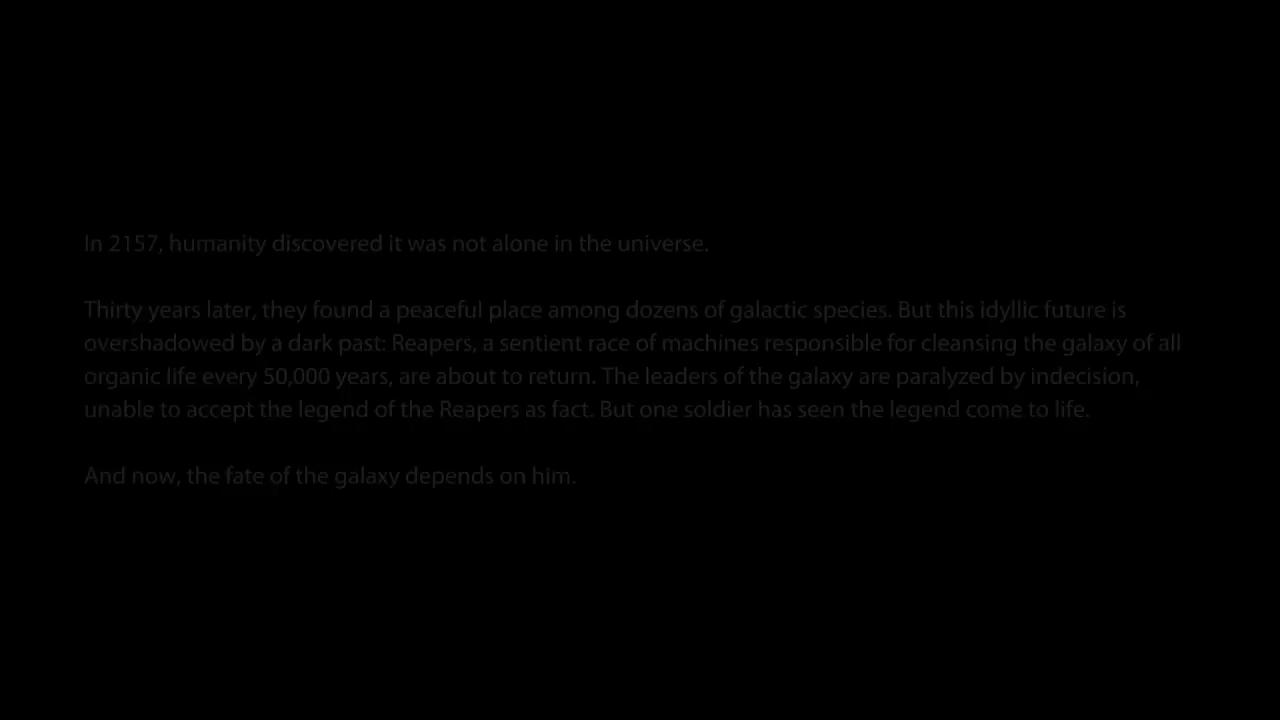 In 2157, humanity discovered it was not alone in the universe.
Thirty years later, they found a peaceful place among dozens of galactic species. But this idyllic future is
overshadowed by a dark past: Reapers, a sentient race of machines responsible for cleansing the galaxy of all
organic life every 50,000 years, are about to return. The leaders of the galaxy are paralyzed by indecision,
unable to accept the legend of the Reapers as fact. But one soldier has seen the legend come to life.
And now, the fate of the galaxy depends on him.